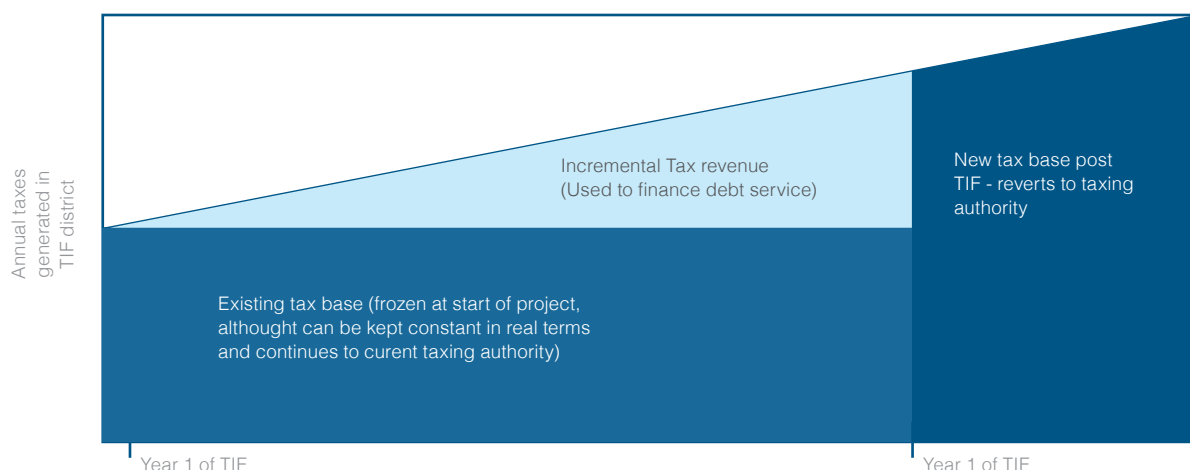 Annual taxes
generated in
TIF district
Incremental Tax revenue
(Used to finance debt service)
New tax base post
TIF - reverts to taxing
authority
Existing tax base (frozen at start of project,
althought can be kept constant in real terms
and continues to curent taxing authority)
Year 1 of TIF
Year 1 of TIF